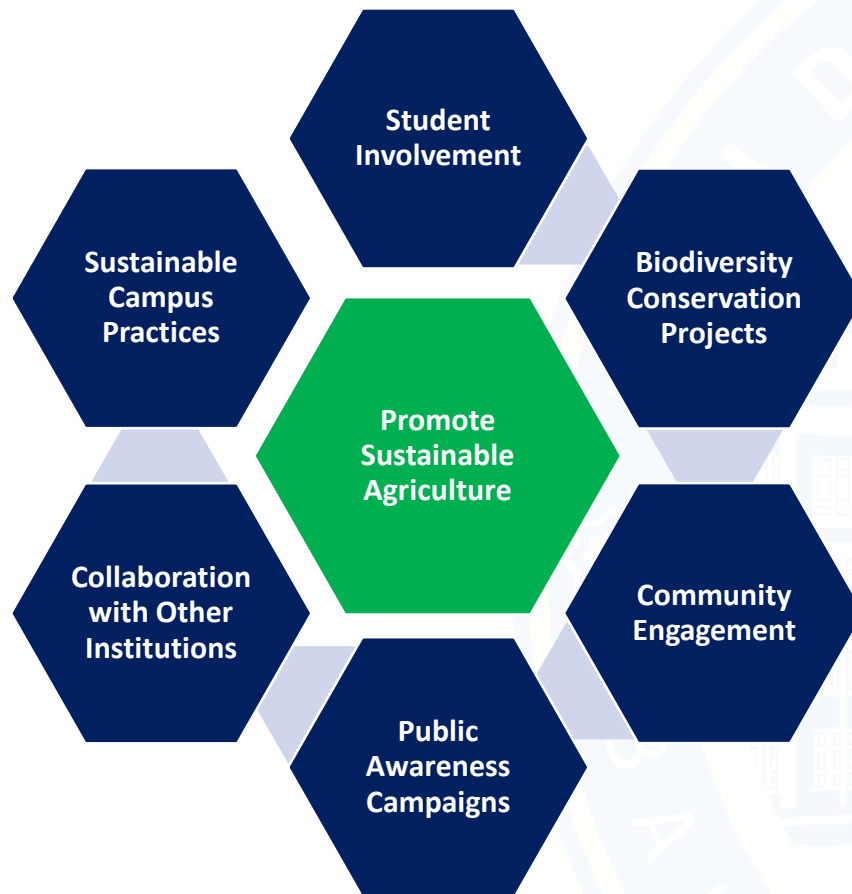 Student
Involvement
Biodiversity
Conservation
Projects
Community
Engagement
Public
Awareness
Campaigns
Collaboration
with Other
Institutions
Sustainable
Campus
Practices
Promote
Sustainable
Agriculture